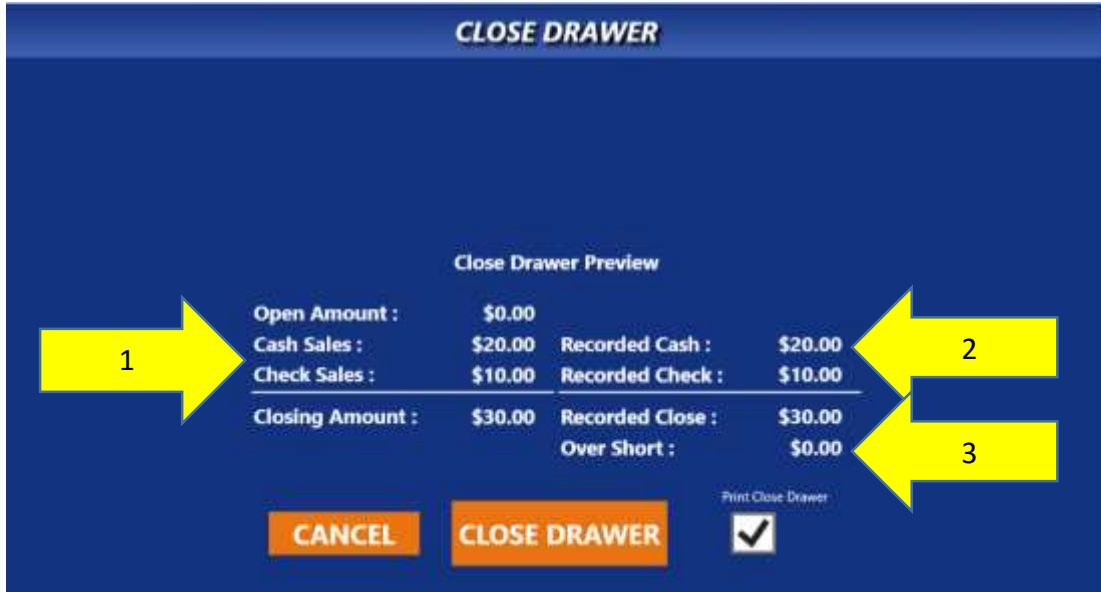 CLOSE DRAWER
Close Drawer Preview
Open Amount : $0.00
Cash Sales : $20.00 Recorded Cash : $20.00
Check Sales : $10.00 Recorded Check : $10.00
1
2
Closing Amount : $30.00 Recorded Close : $30.00
Over Short : $0.00
3
Print Close Drawer
CANCEL CLOSE DRAWER